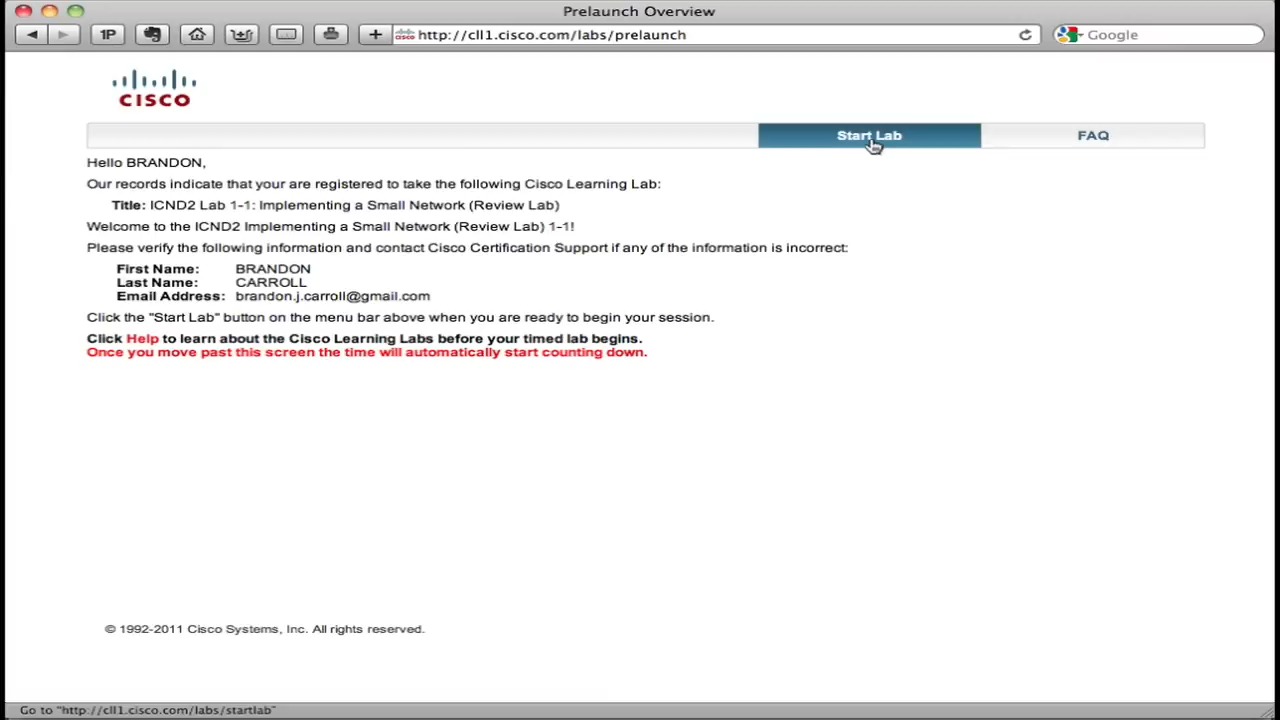 Prelaunch Overview
1P
http://cll1.cisco.com/labs/prelaunch
Google
CISCO
Start Lab
FAQ
Hello BRANDON,
Our records indicate that your are registered to take the following Cisco Learning Lab:
Title: ICND2 Lab 1-1: Implementing a Small Network (Review Lab)
Welcome to the ICND2 Implementing a Small Network (Review Lab) 1-1!
Please verify the following information and contact Cisco Certification Support if any of the information is incorrect:
First Name: BRANDON
Last Name: CARROLL
Email Address: brandon.j.carroll@gmail.com
Click the "Start Lab" button on the menu bar above when you are ready to begin your session.
Click Help to learn about the Cisco Learning Labs before your timed lab begins.
Once you move past this screen the time will automatically start counting down.
© 1992-2011 Cisco Systems, Inc. All rights reserved.
Go to "http://cll1.cisco.com/labs/startlab"